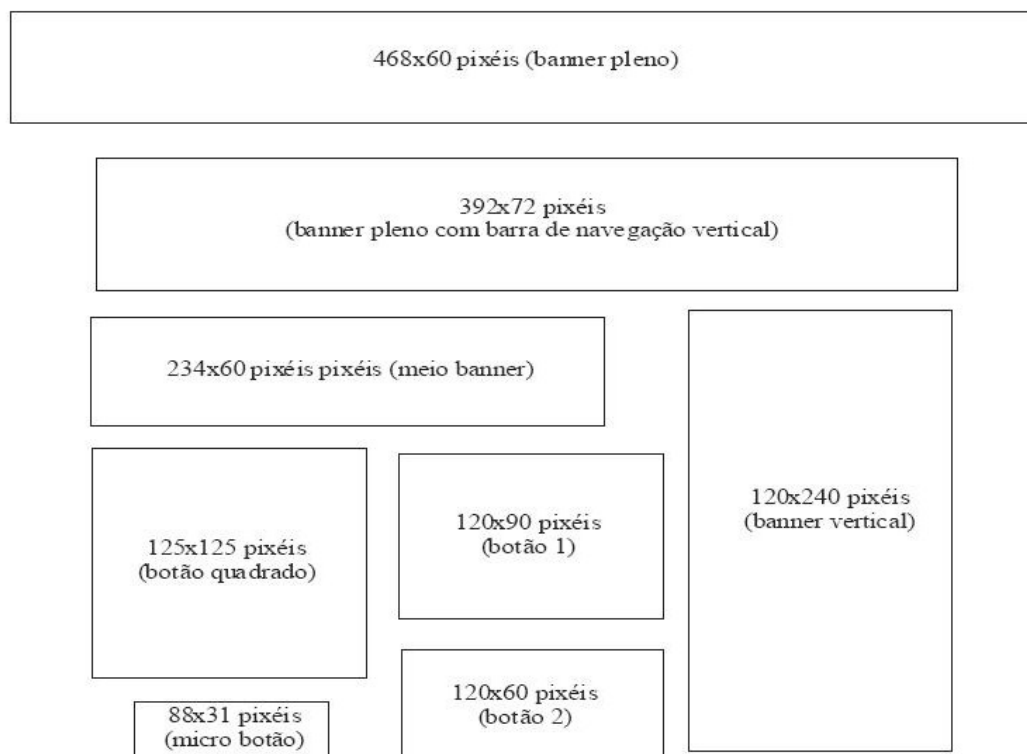 468x60 pixéis (banner pleno)
392x72 pixéis
(banner pleno com barra de navegação vertical)
234x60 pixéis pixéis (meio banner)
120x240 pixéis
(banner vertical)
125x125 pixéis
(botão quadrado)
120x90 pixéis
(botão 1)
88x31 pixéis
(micro botão)
120x60 pixéis
(botão 2)